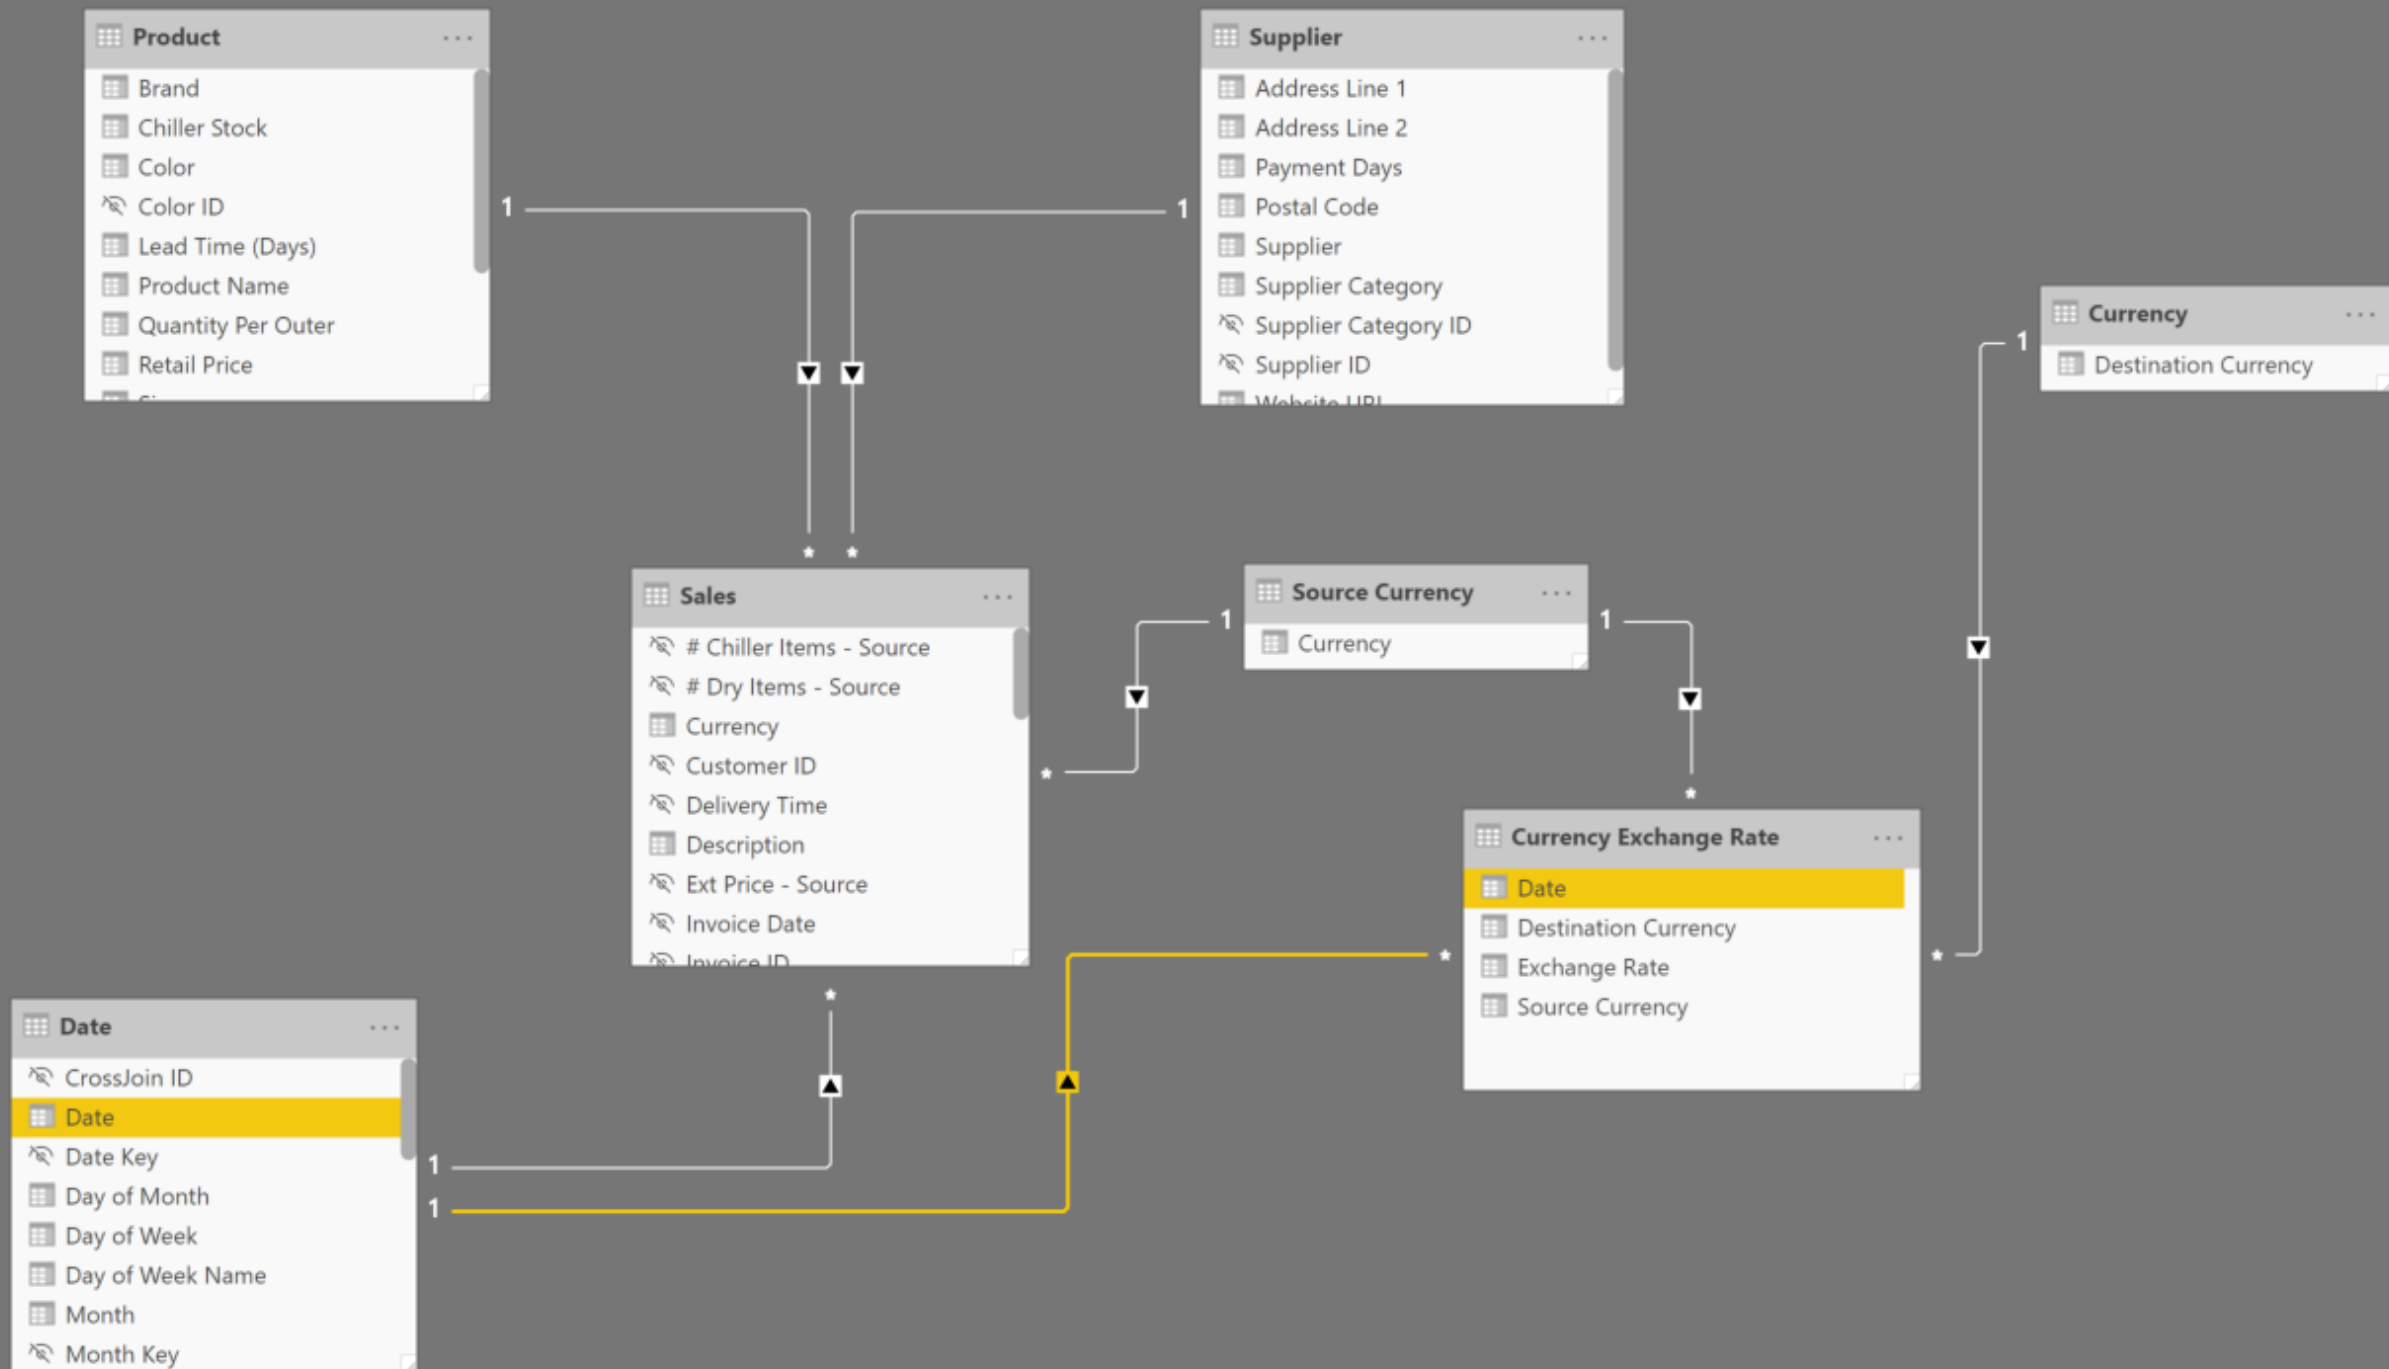 Product ...
Brand
Chiller Stock
Color
Color ID
Lead Time (Days)
Product Name
Quantity Per Outer
Retail Price
1
Supplier ...
Address Line 1
Address Line 2
Payment Days
Postal Code
Supplier
Supplier Category
Supplier Category ID
Supplier ID
Website URL
1
Currency ...
Destination Currency
1
* *
Sales ...
# Chiller Items - Source
# Dry Items - Source
Currency
Customer ID
Delivery Time
Description
Ext Price - Source
Invoice Date
Invoice ID
*
*
Source Currency ...
Currency
1
1
*
Currency Exchange Rate ...
Date
Destination Currency
Exchange Rate
Source Currency
*
*
Date ...
CrossJoin ID
Date
Date Key
Day of Month
Day of Week
Day of Week Name
Month
Month Key
1
1